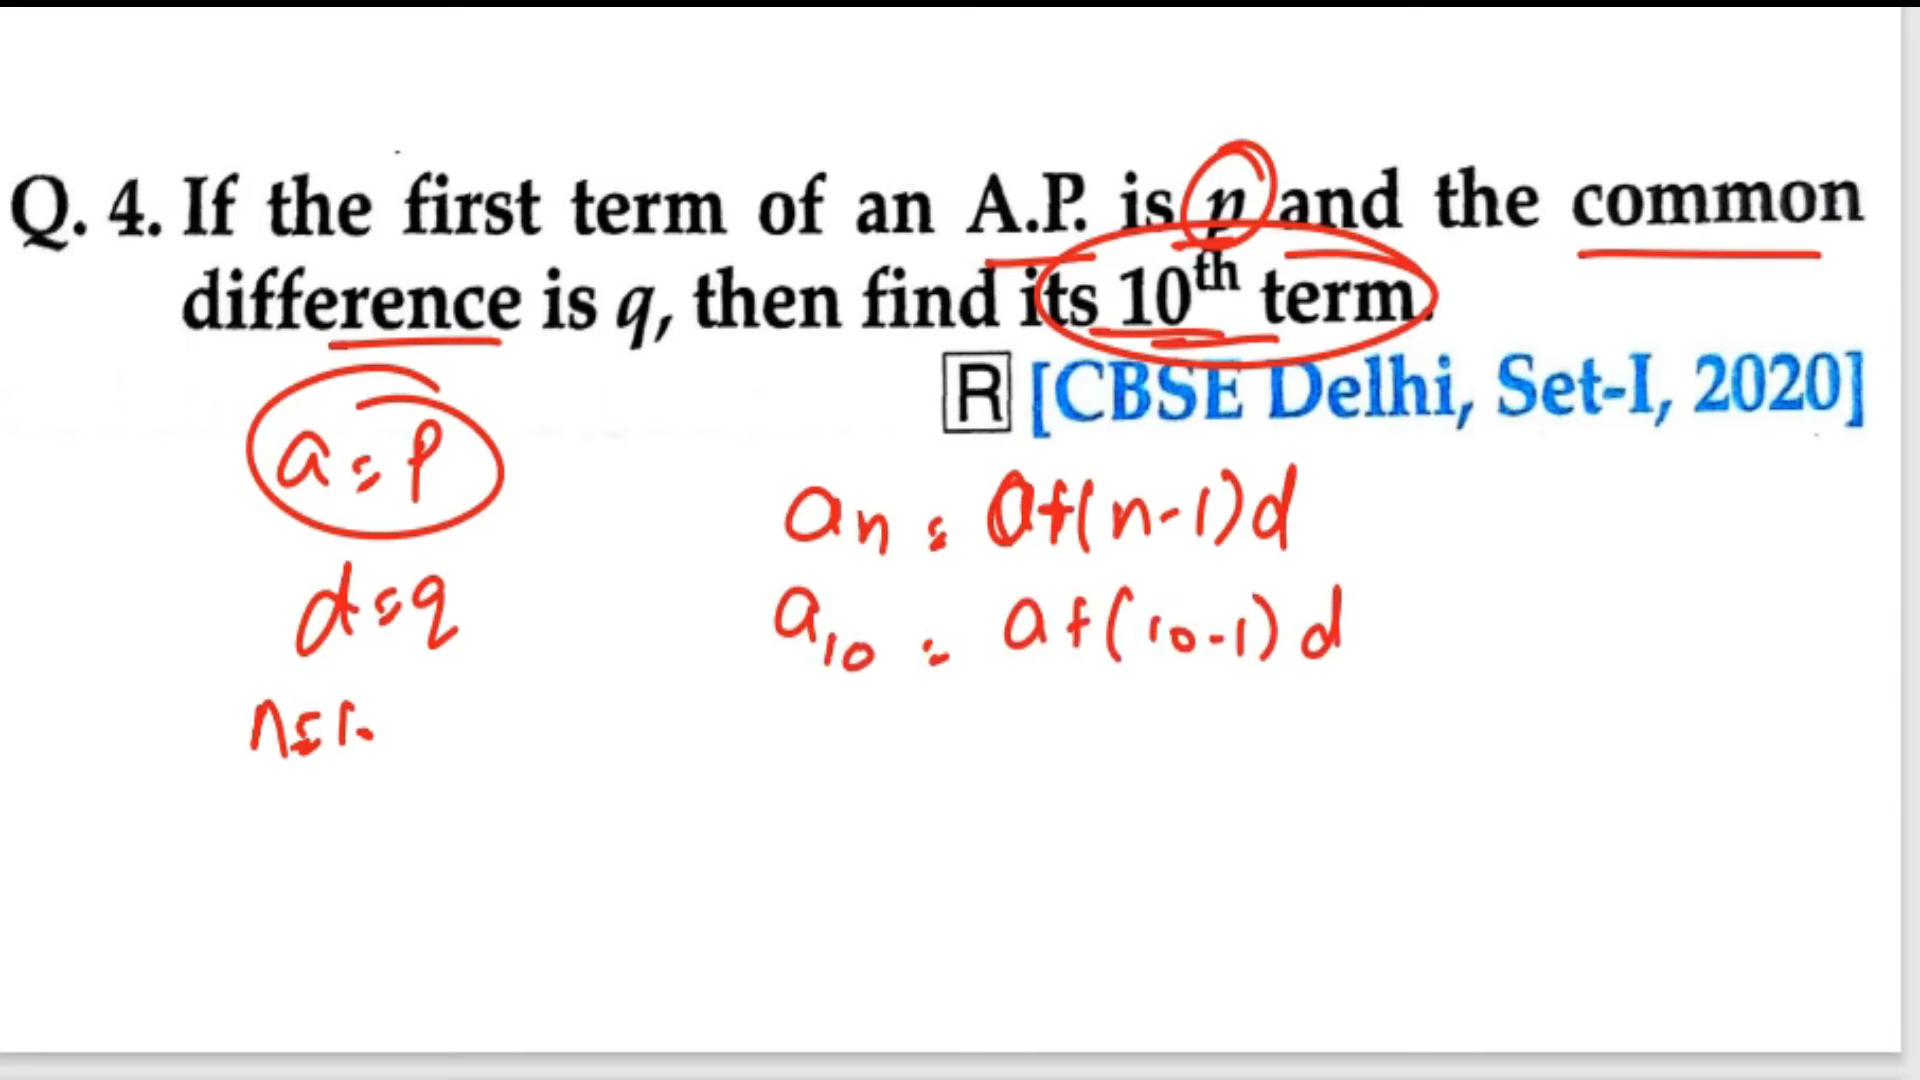 Q. 4. If the first term of an A.P. is p and the common
difference is q, then find its 10th term.
R [CBSE Delhi, Set-I, 2020]
a = p
an = a+(n-1)d
d = q
a10 = a+(10-1)d
n = 10